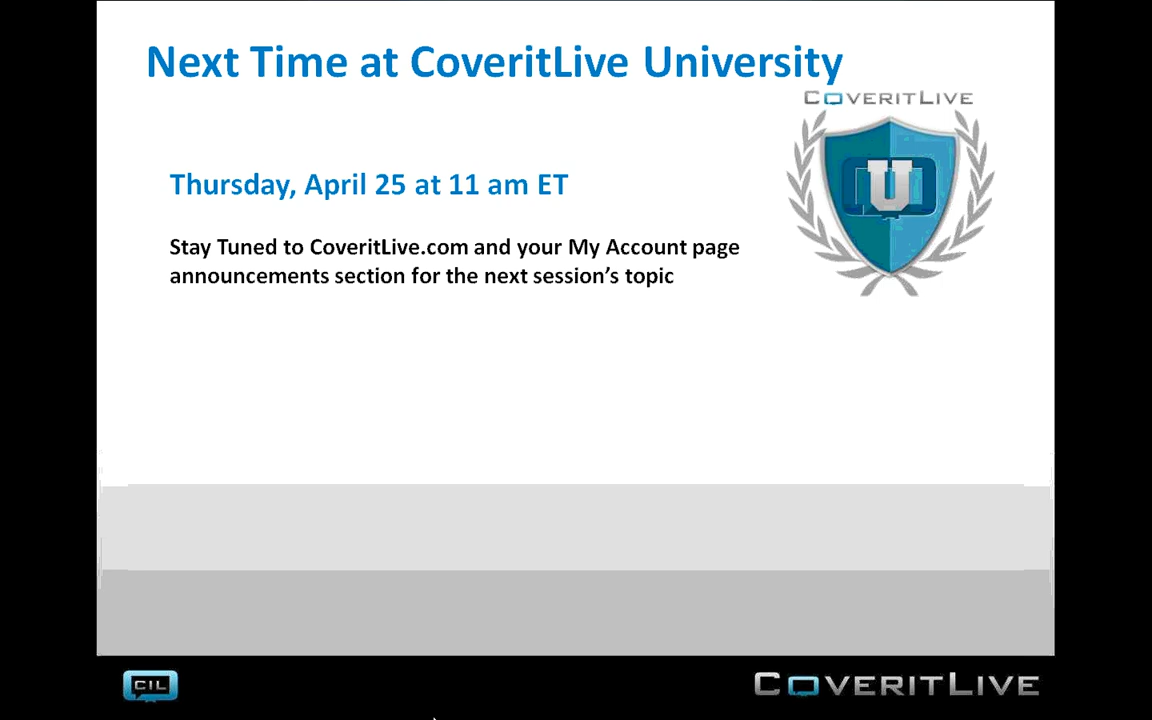 Next Time at CoveritLive University
COVERITLIVE
U
Thursday, April 25 at 11 am ET
Stay Tuned to CoveritLive.com and your My Account page
announcements section for the next session’s topic
CIL
COVERITLIVE